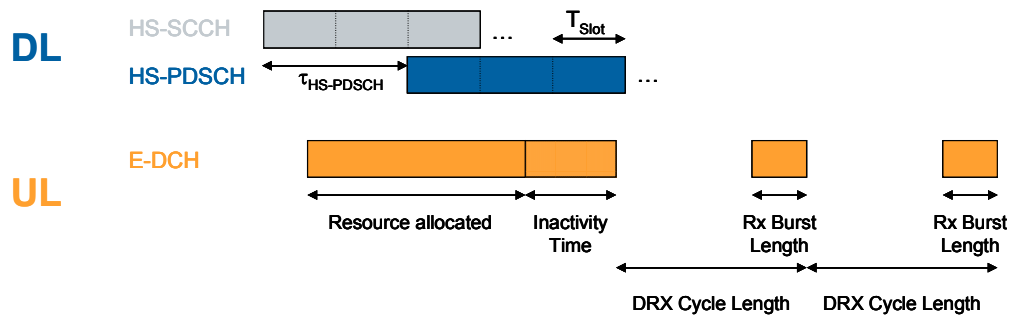 DL
HS-SCCH
...
TSlot
HS-PDSCH
τHS-PDSCH
...
UL
E-DCH
Resource allocated
Inactivity
Time
Rx Burst
Length
Rx Burst
Length
DRX Cycle Length
DRX Cycle Length